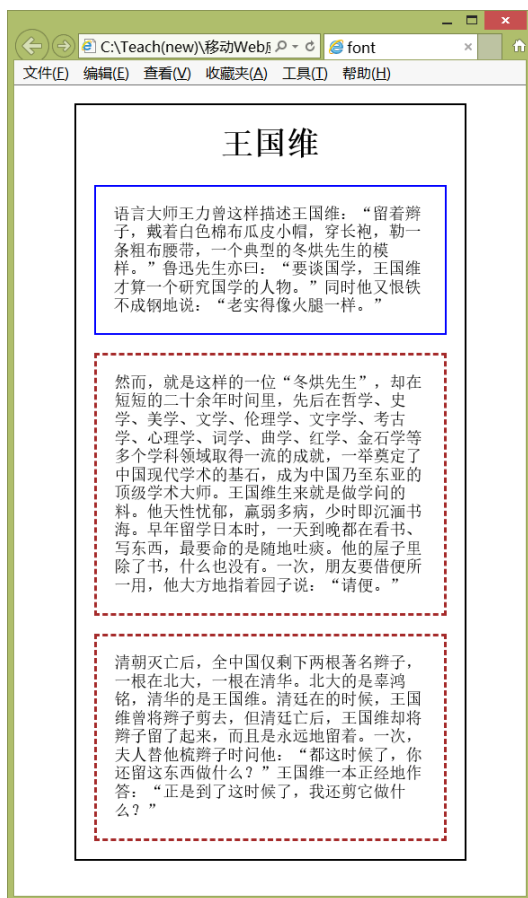 C:\Teach(new)\移动Web店
font
文件(F) 编辑(E) 查看(V) 收藏夹(A) 工具(T) 帮助(H)
王国维
语言大师王力曾这样描述王国维：“留着辫
子，戴着白色棉布瓜皮小帽，穿长袍，勒一
条粗布腰带，一个典型的冬烘先生的模
样。”鲁迅先生亦曰：“要谈国学，王国维
才算一个研究国学的人物。”同时他又恨铁
不成钢地说：“老实得像火腿一样。”
然而，就是这样的一位“冬烘先生”，却在
短短的二十余年时间里，先后在哲学、史
学、美学、文学、伦理学、文字学、考古
学、心理学、词学、曲学、红学、金石学等
多个学科领域取得一流的成就，一举奠定了
中国现代学术的基石，成为中国乃至东亚的
顶级学术大师。王国维生来就是做学问的
料。他天性忧郁，羸弱多病，少时即沉湎书
海。早年留学日本时，一天到晚都在看书、
写东西，最要命的是随地吐痰。他的屋子里
除了书，什么也没有。一次，朋友要借便所
一用，他大方地指着园子说：“请便。”
清朝灭亡后，全中国仅剩下两根著名辫子，
一根在北大，一根在清华。北大的是辜鸿
铭，清华的是王国维。清廷在的时候，王国
维曾将辫子剪去，但清廷亡后，王国维却将
辫子留了起来，而且是永远地留着。一次，
夫人替他梳辫子时问他：“都这时候了，你
还留这东西做什么？”王国维一本正经地作
答：“正是到了这时候了，我还剪它做什
么？”